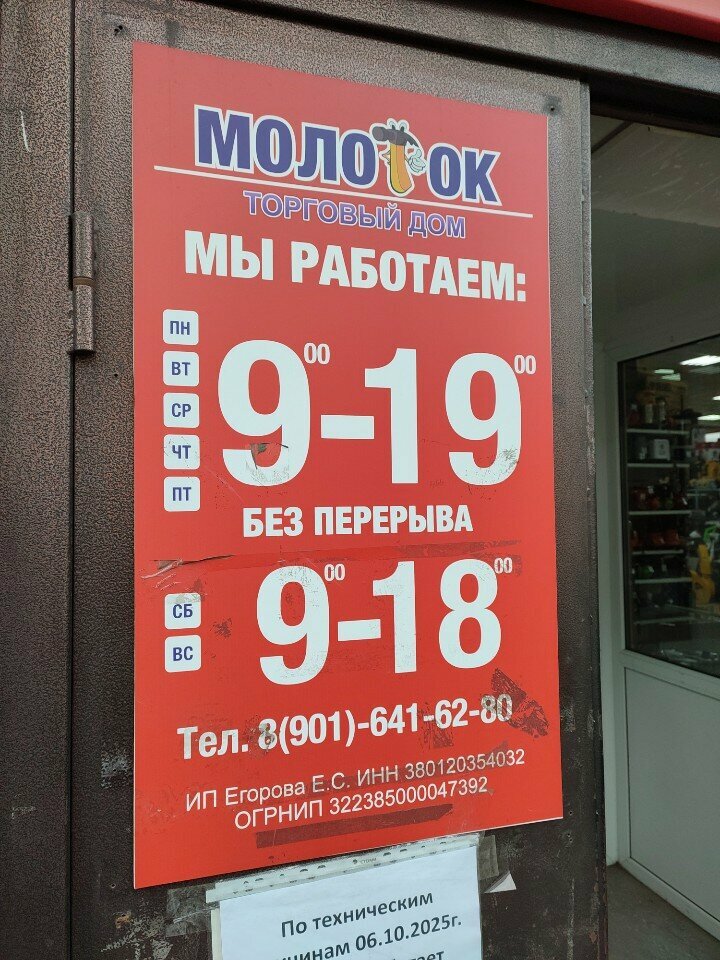 МОЛОТОК
ТОРГОВЫЙ ДОМ
МЫ РАБОТАЕМ:
ПН
ВТ
СР
ЧТ
ПТ
9⁰⁰-19⁰⁰
БЕЗ ПЕРЕРЫВА
СБ
ВС
9⁰⁰-18⁰⁰
Тел. 8(901)-641-62-80
ИП Егорова Е.С. ИНН 380120354032
ОГРНИП 322385000047392
По техническим
чинам 06.10.2025г.